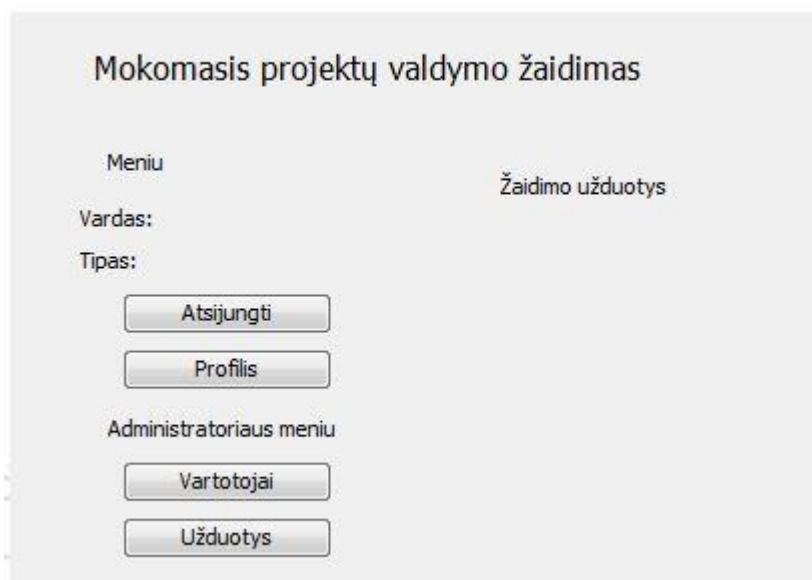 Mokomasis projektų valdymo žaidimas
Meniu
Žaidimo užduotys
Vardas:
Tipas:
Atsijungti
Profilis
Administratoriaus meniu
Vartotojai
Užduotys